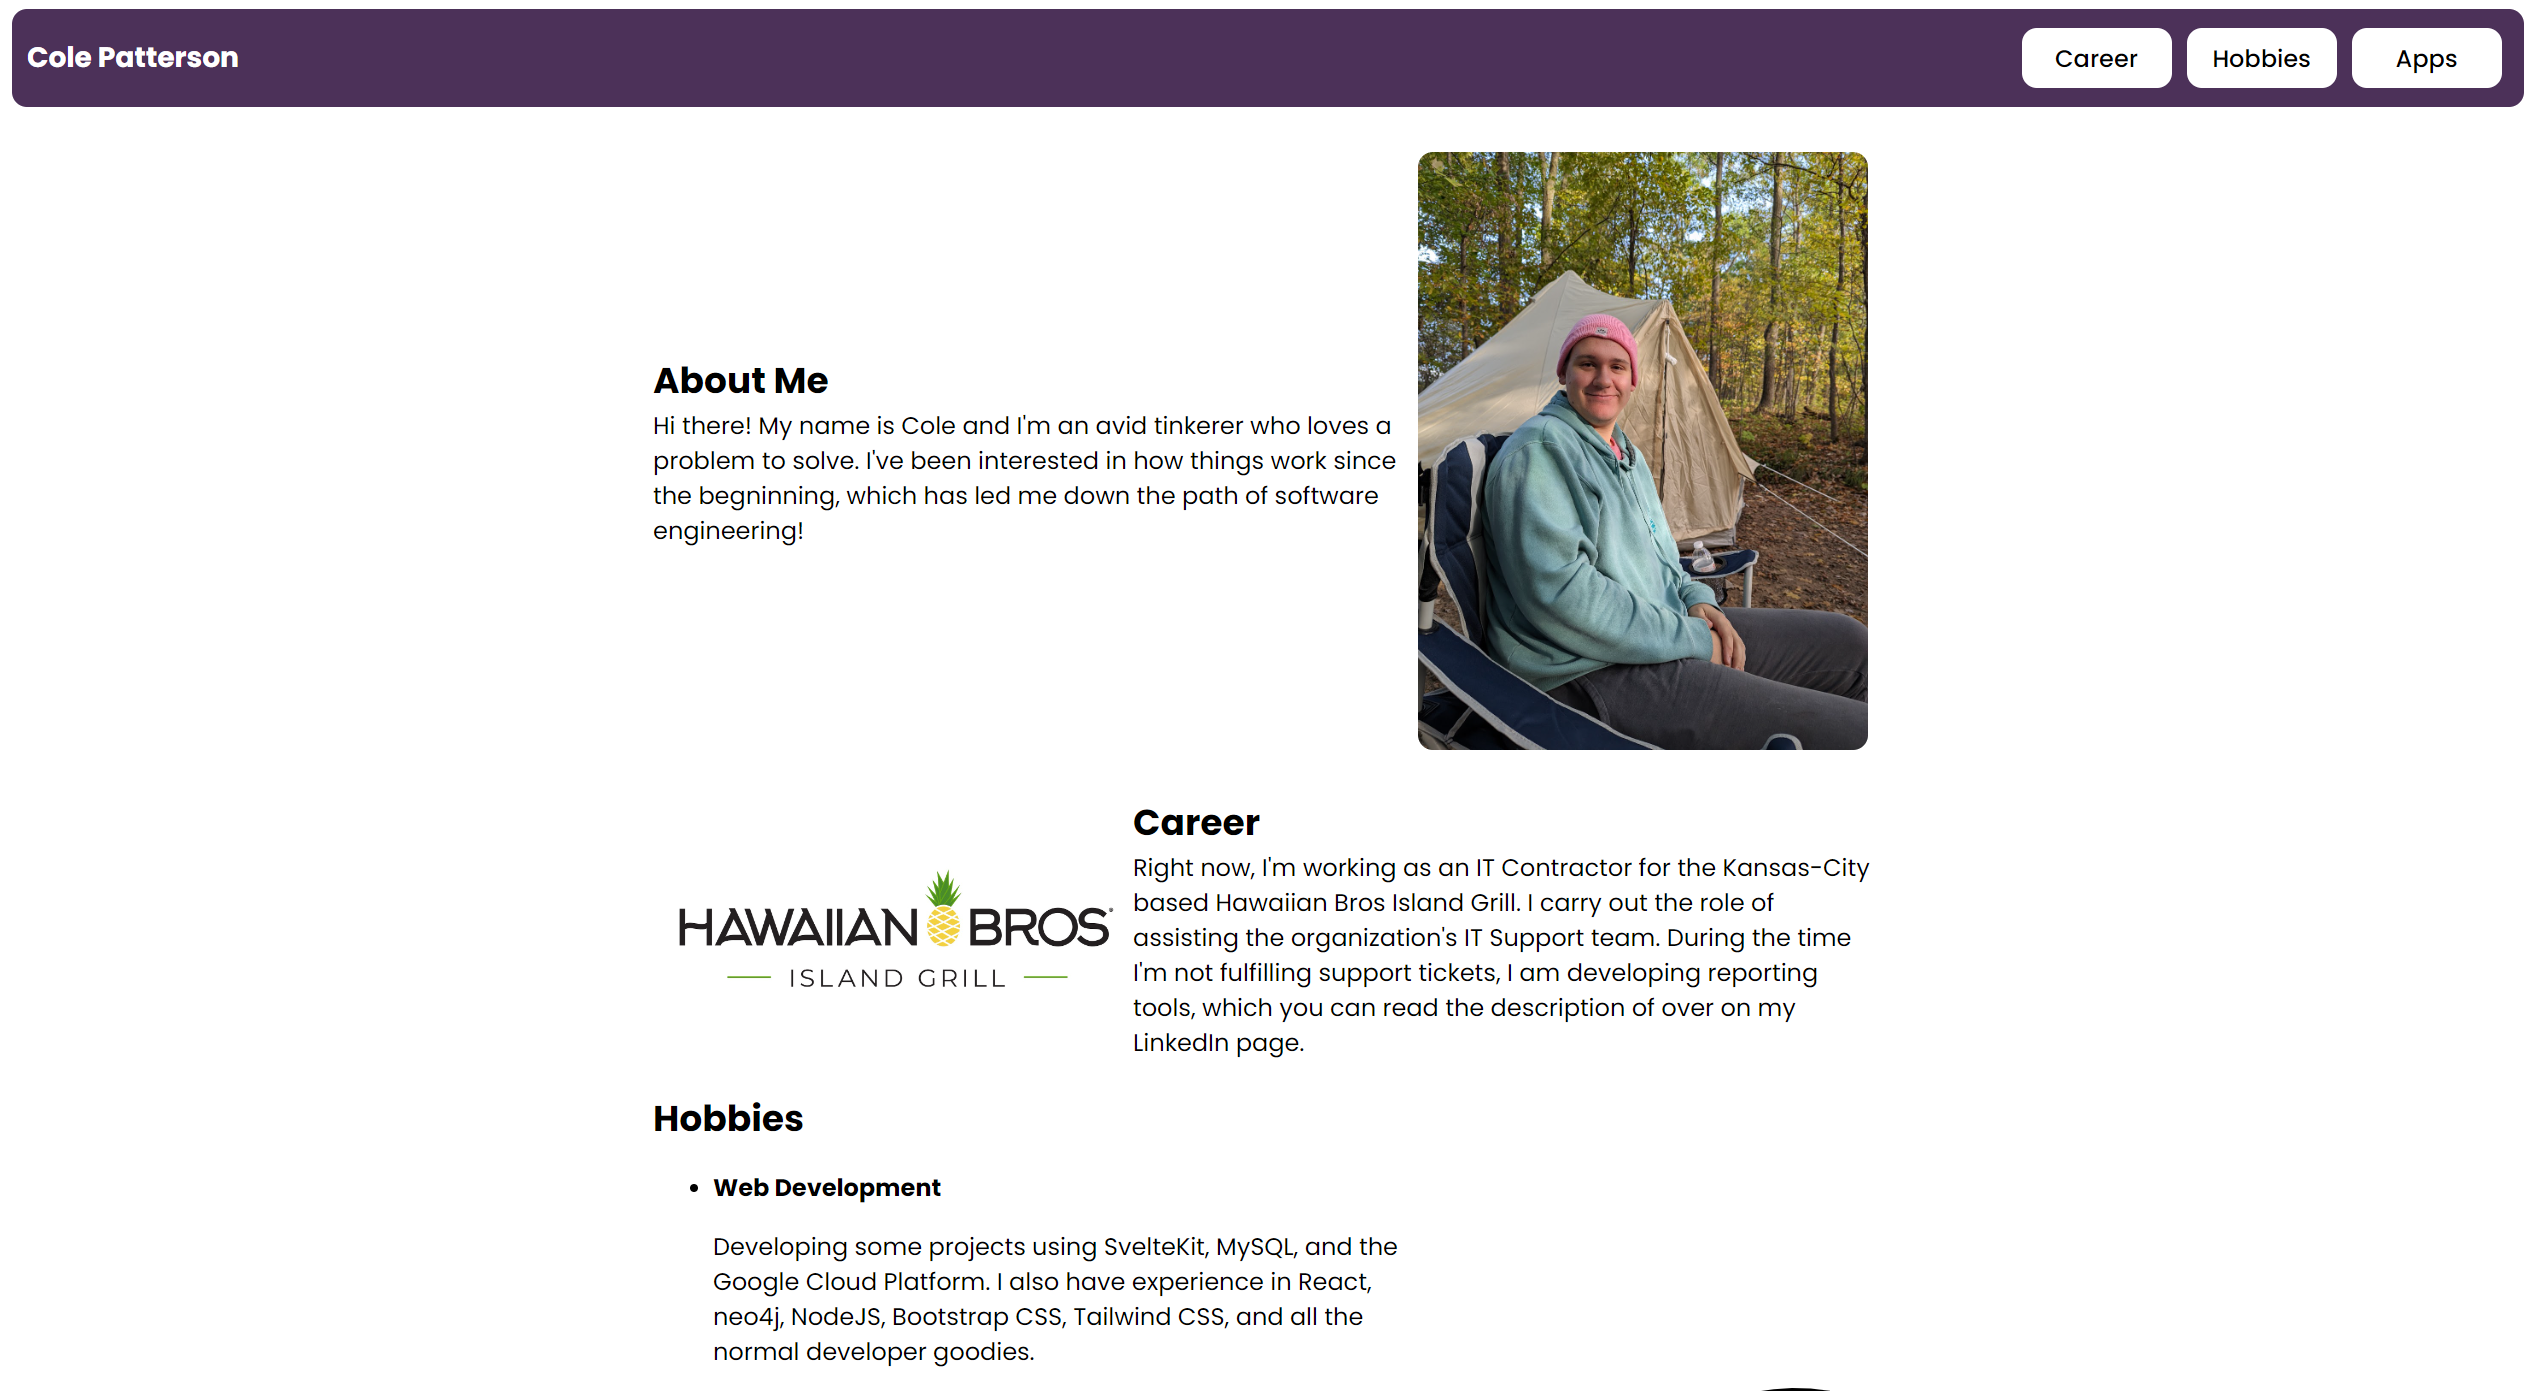 Cole Patterson
Career
Hobbies
Apps
About Me
Hi there! My name is Cole and I'm an avid tinkerer who loves a
problem to solve. I've been interested in how things work since
the begninning, which has led me down the path of software
engineering!
HAWAIIAN BROS
ISLAND GRILL
Career
Right now, I'm working as an IT Contractor for the Kansas-City
based Hawaiian Bros Island Grill. I carry out the role of
assisting the organization's IT Support team. During the time
I'm not fulfilling support tickets, I am developing reporting
tools, which you can read the description of over on my
LinkedIn page.
Hobbies
• Web Development
Developing some projects using SvelteKit, MySQL, and the
Google Cloud Platform. I also have experience in React,
neo4j, NodeJS, Bootstrap CSS, Tailwind CSS, and all the
normal developer goodies.